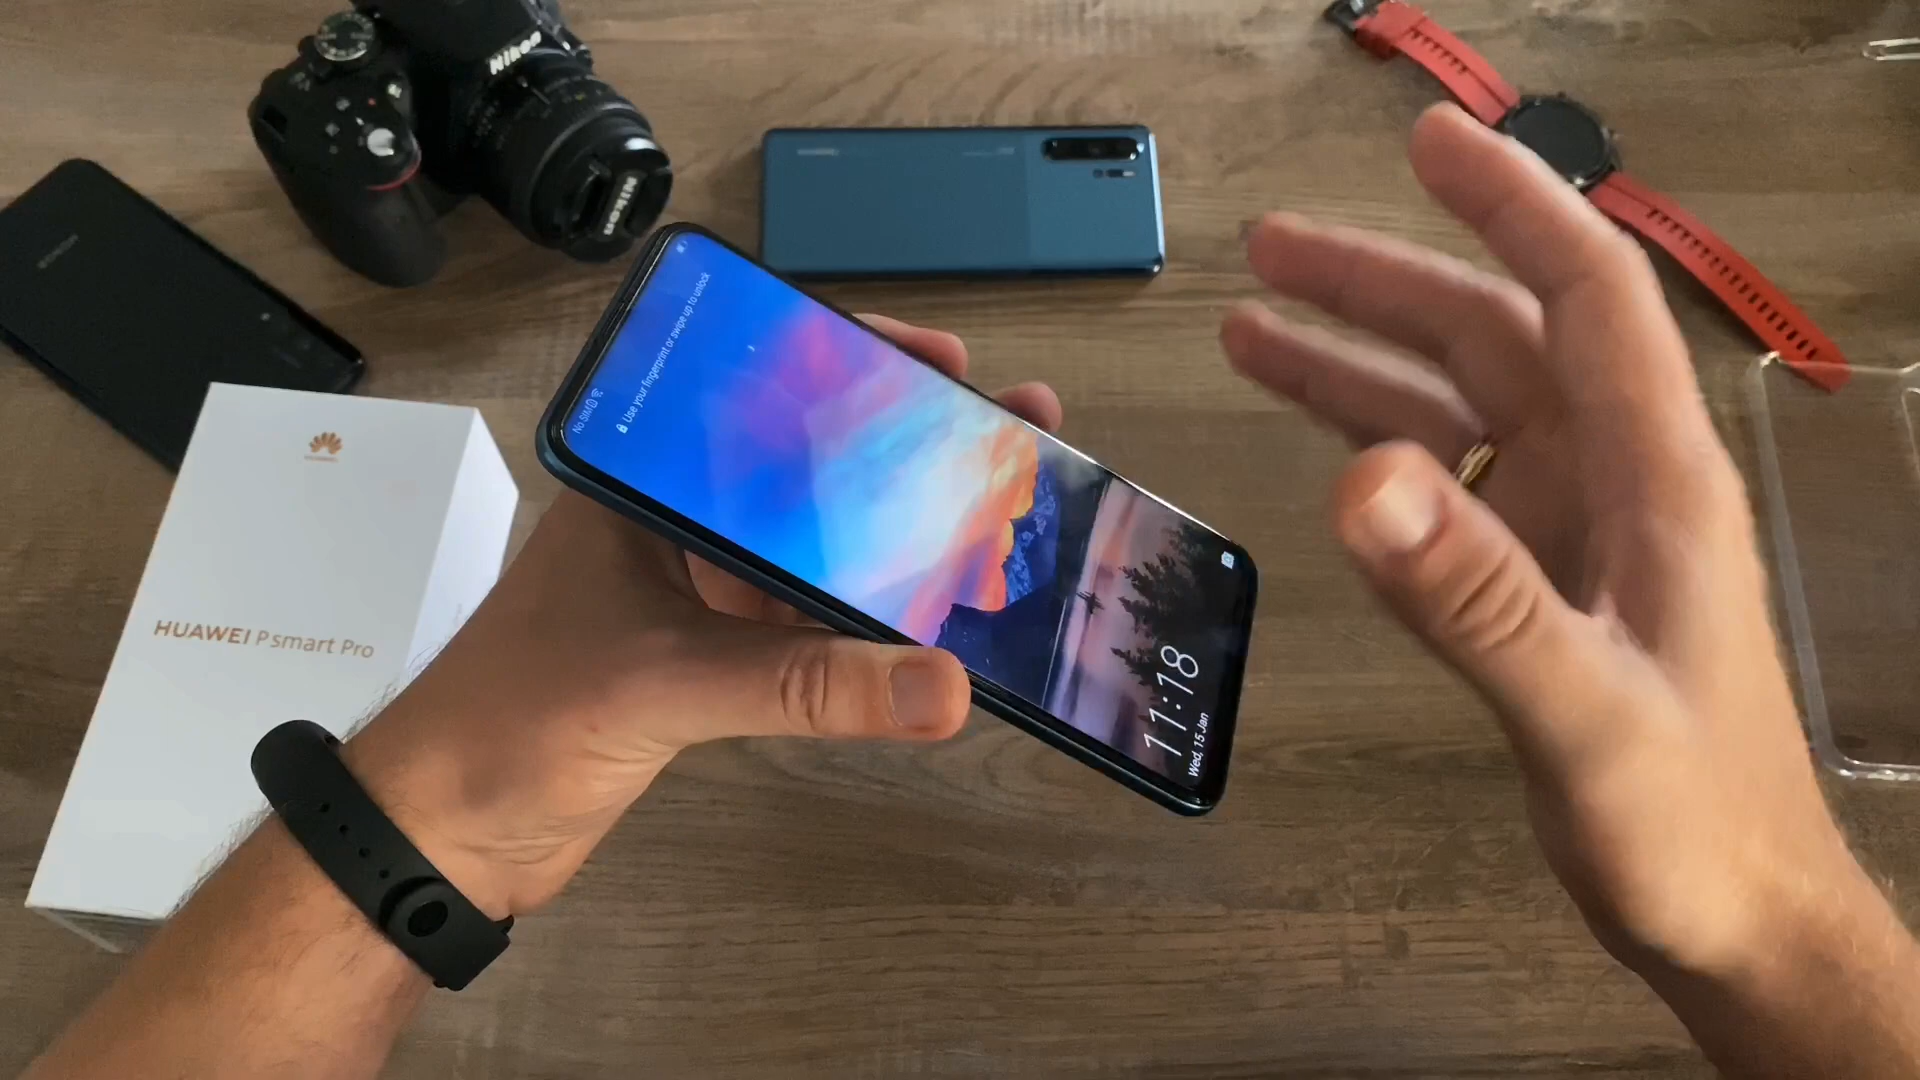 Nikon
Nikon
HUAWEI
HUAWEI P smart Pro
No SIM
Use your fingerprint or swipe up to unlock
11:18
Wed, 15 Jan